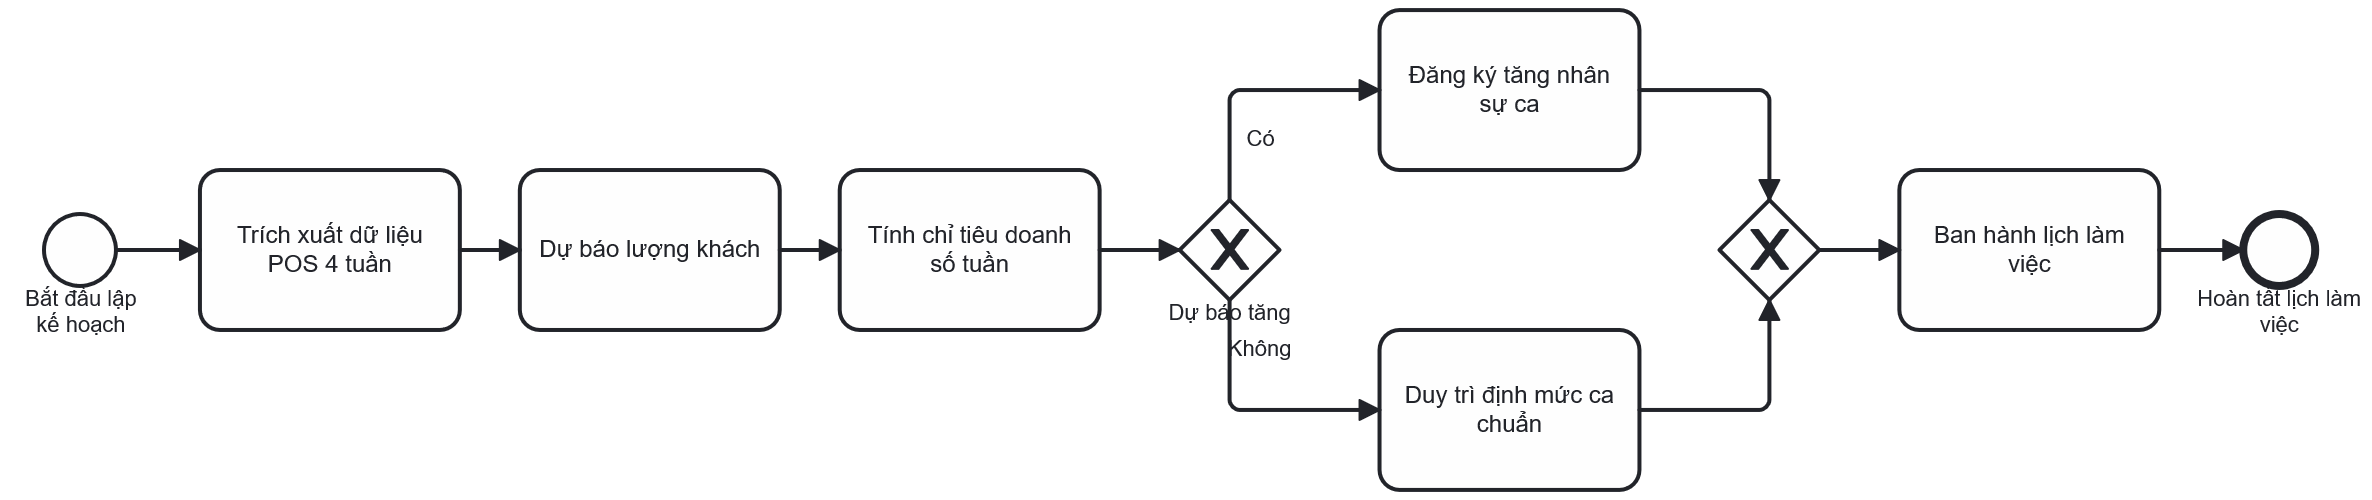 Bắt đầu lập
kế hoạch
Trích xuất dữ liệu
POS 4 tuần
Dự báo lượng khách
Tính chỉ tiêu doanh
số tuần
Dự báo tăng
Có
Đăng ký tăng nhân
sự ca
Không
Duy trì định mức ca
chuẩn
Ban hành lịch làm
việc
Hoàn tất lịch làm
việc